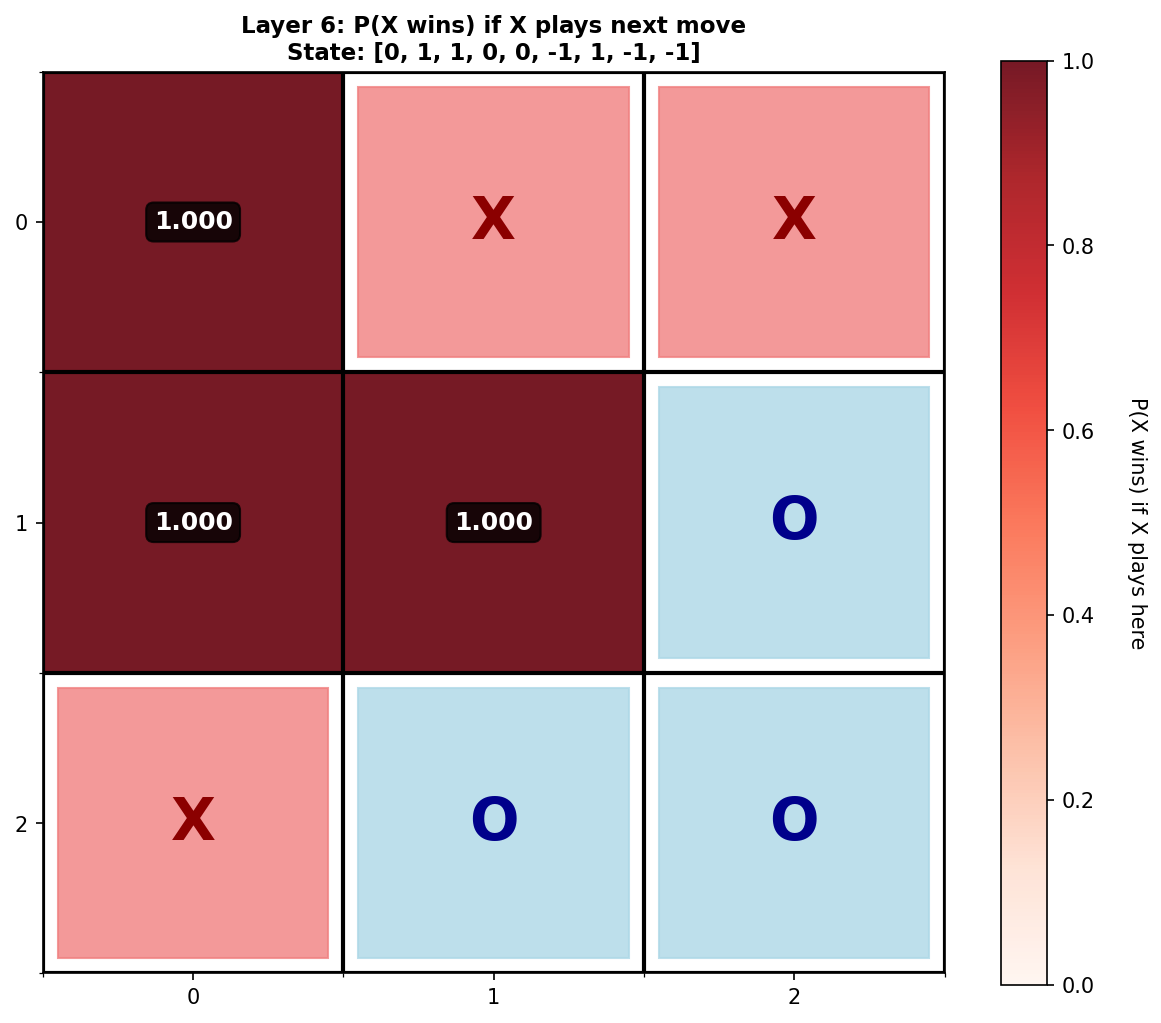 Layer 6: P(X wins) if X plays next move
State: [0, 1, 1, 0, 0, -1, 1, -1, -1]
0
1.000
X
X
1
1.000
1.000
O
2
X
O
O
0
1
2
1.0
0.8
0.6
0.4
0.2
0.0
P(X wins) if X plays here